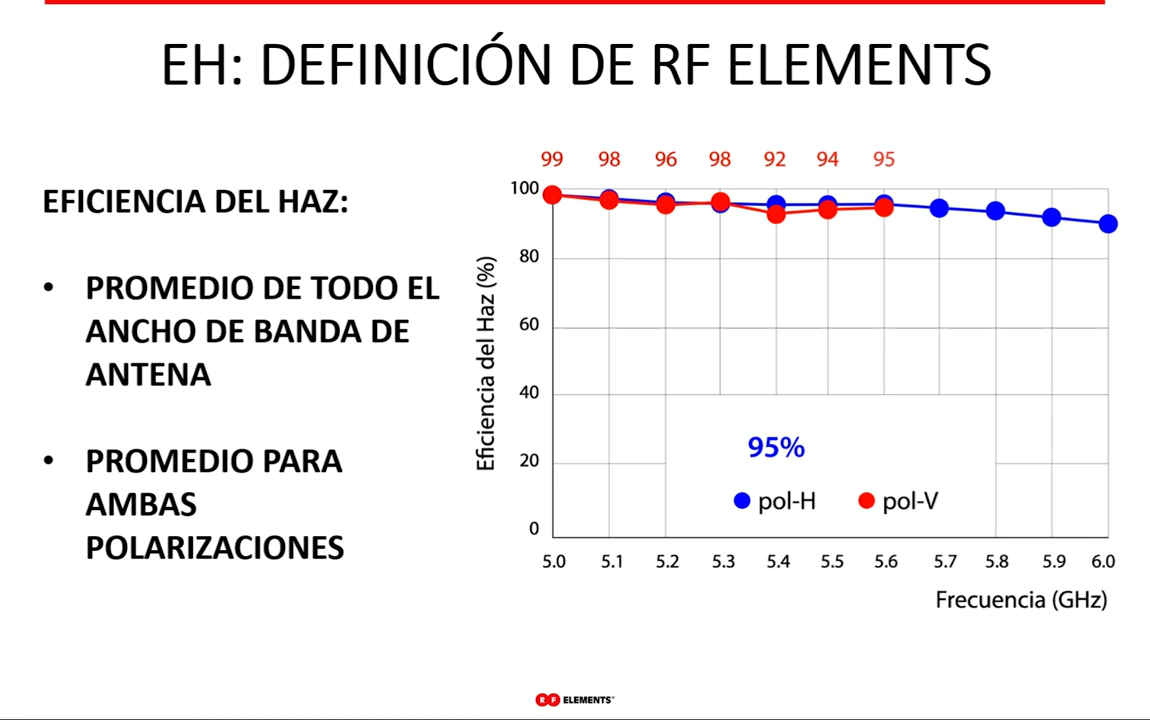 EH: DEFINICIÓN DE RF ELEMENTS
EFICIENCIA DEL HAZ:
• PROMEDIO DE TODO EL
ANCHO DE BANDA DE
ANTENA
• PROMEDIO PARA
AMBAS
POLARIZACIONES
99 98 96 98 92 94 95
Eficiencia del Haz (%)
100
80
60
40
20
0
95%
pol-H pol-V
5.0 5.1 5.2 5.3 5.4 5.5 5.6 5.7 5.8 5.9 6.0
Frecuencia (GHz)
RF ELEMENTS